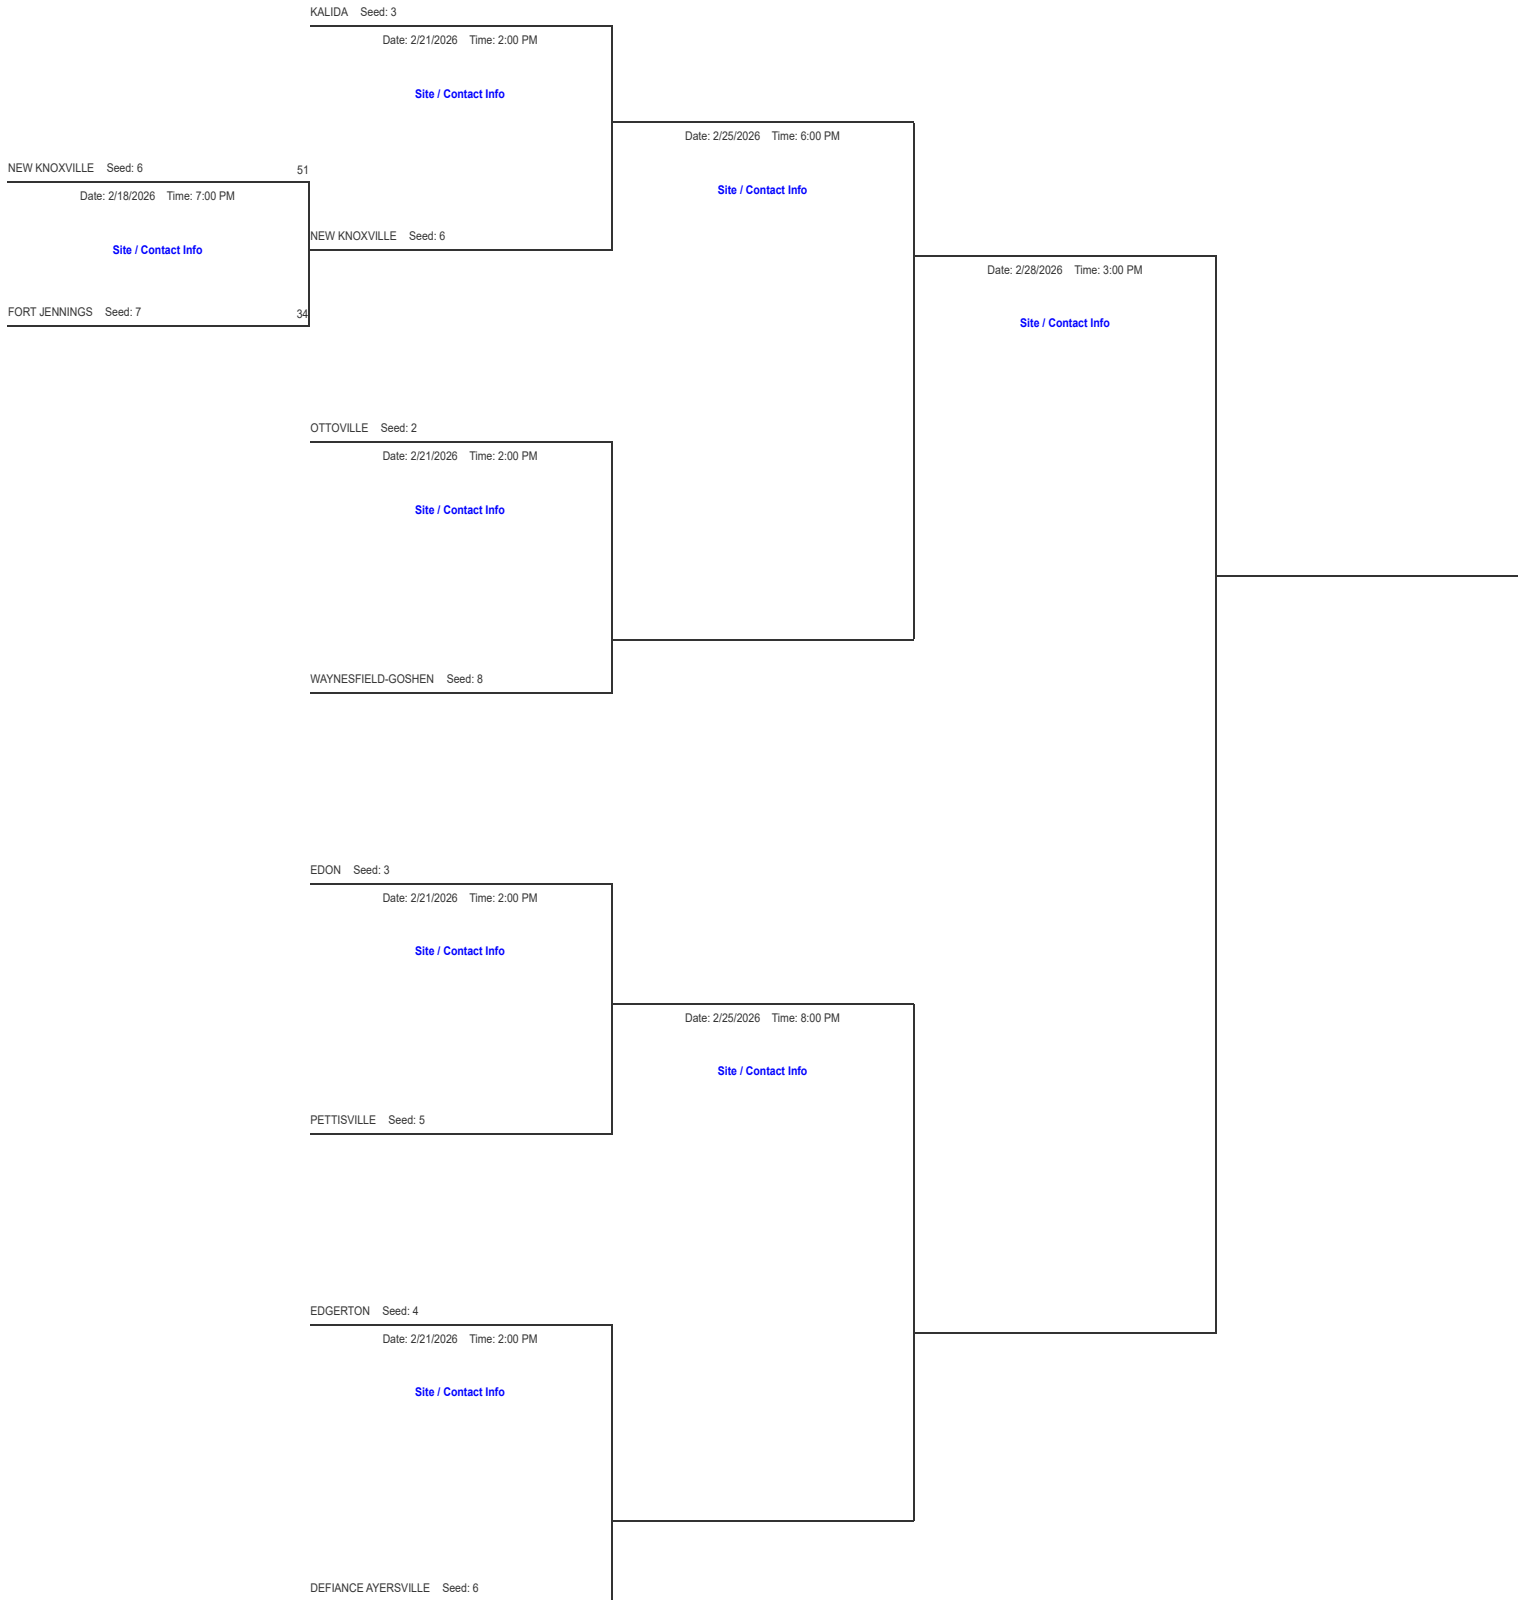 KALIDA Seed: 3
Date: 2/21/2026 Time: 2:00 PM
Site / Contact Info
Date: 2/25/2026 Time: 6:00 PM
NEW KNOXVILLE Seed: 6 51
Date: 2/18/2026 Time: 7:00 PM
Site / Contact Info
NEW KNOXVILLE Seed: 6
Site / Contact Info
Date: 2/28/2026 Time: 3:00 PM
FORT JENNINGS Seed: 7 34
Site / Contact Info
OTTOVILLE Seed: 2
Date: 2/21/2026 Time: 2:00 PM
Site / Contact Info
WAYNESFIELD-GOSHEN Seed: 8
EDON Seed: 3
Date: 2/21/2026 Time: 2:00 PM
Site / Contact Info
Date: 2/25/2026 Time: 8:00 PM
Site / Contact Info
PETTISVILLE Seed: 5
EDGERTON Seed: 4
Date: 2/21/2026 Time: 2:00 PM
Site / Contact Info
DEFIANCE AYERSVILLE Seed: 6